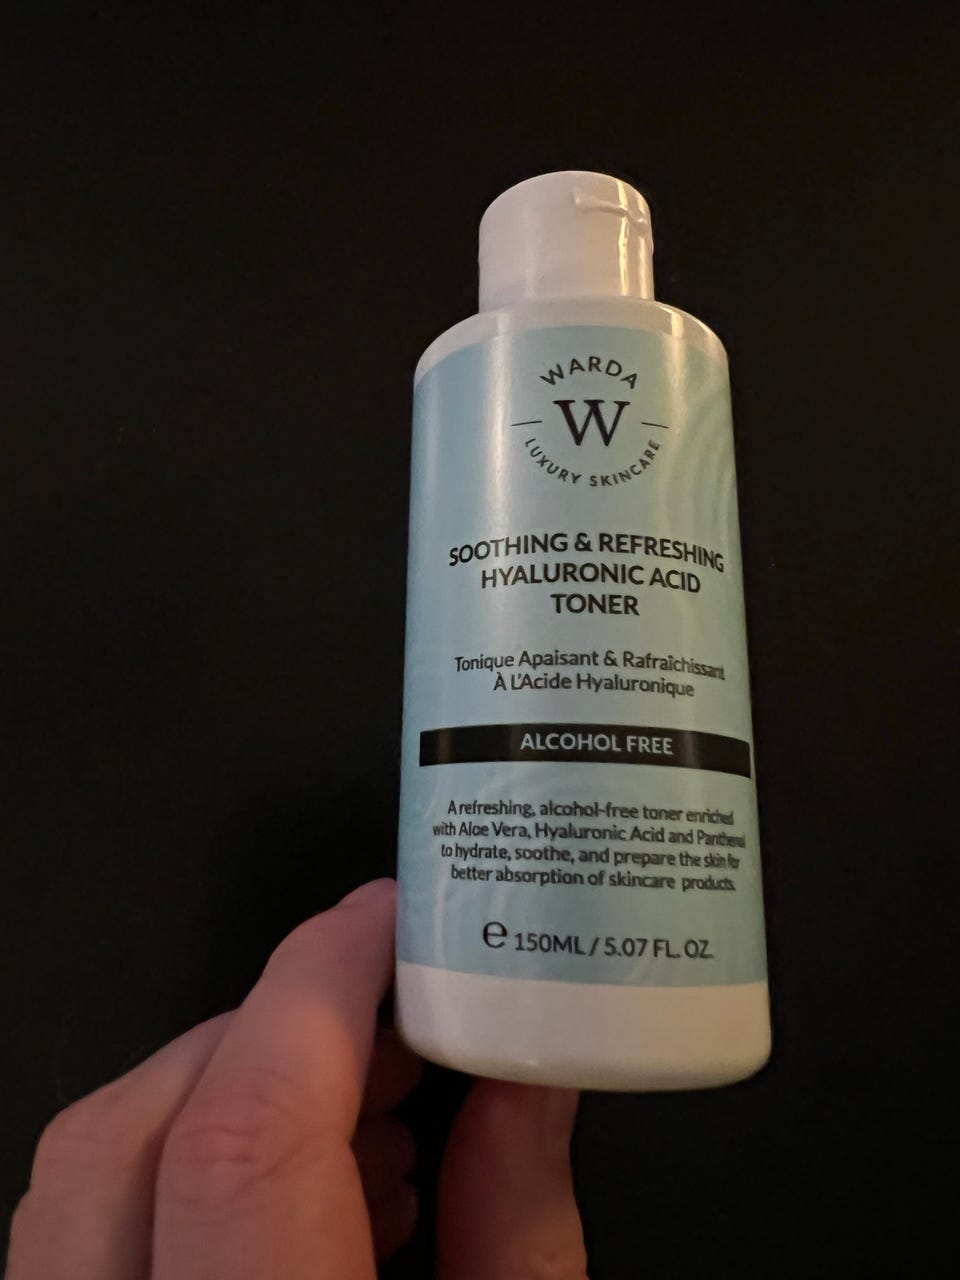 WARDA
W
LUXURY SKINCARE
SOOTHING & REFRESHING
HYALURONIC ACID
TONER
Tonique Apaisant & Rafraîchissant
À L'Acide Hyaluronique
ALCOHOL FREE
A refreshing, alcohol-free toner enriched
with Aloe Vera, Hyaluronic Acid and Panthenol
to hydrate, soothe, and prepare the skin for
better absorption of skincare products.
e 150ML / 5.07 FL. OZ.